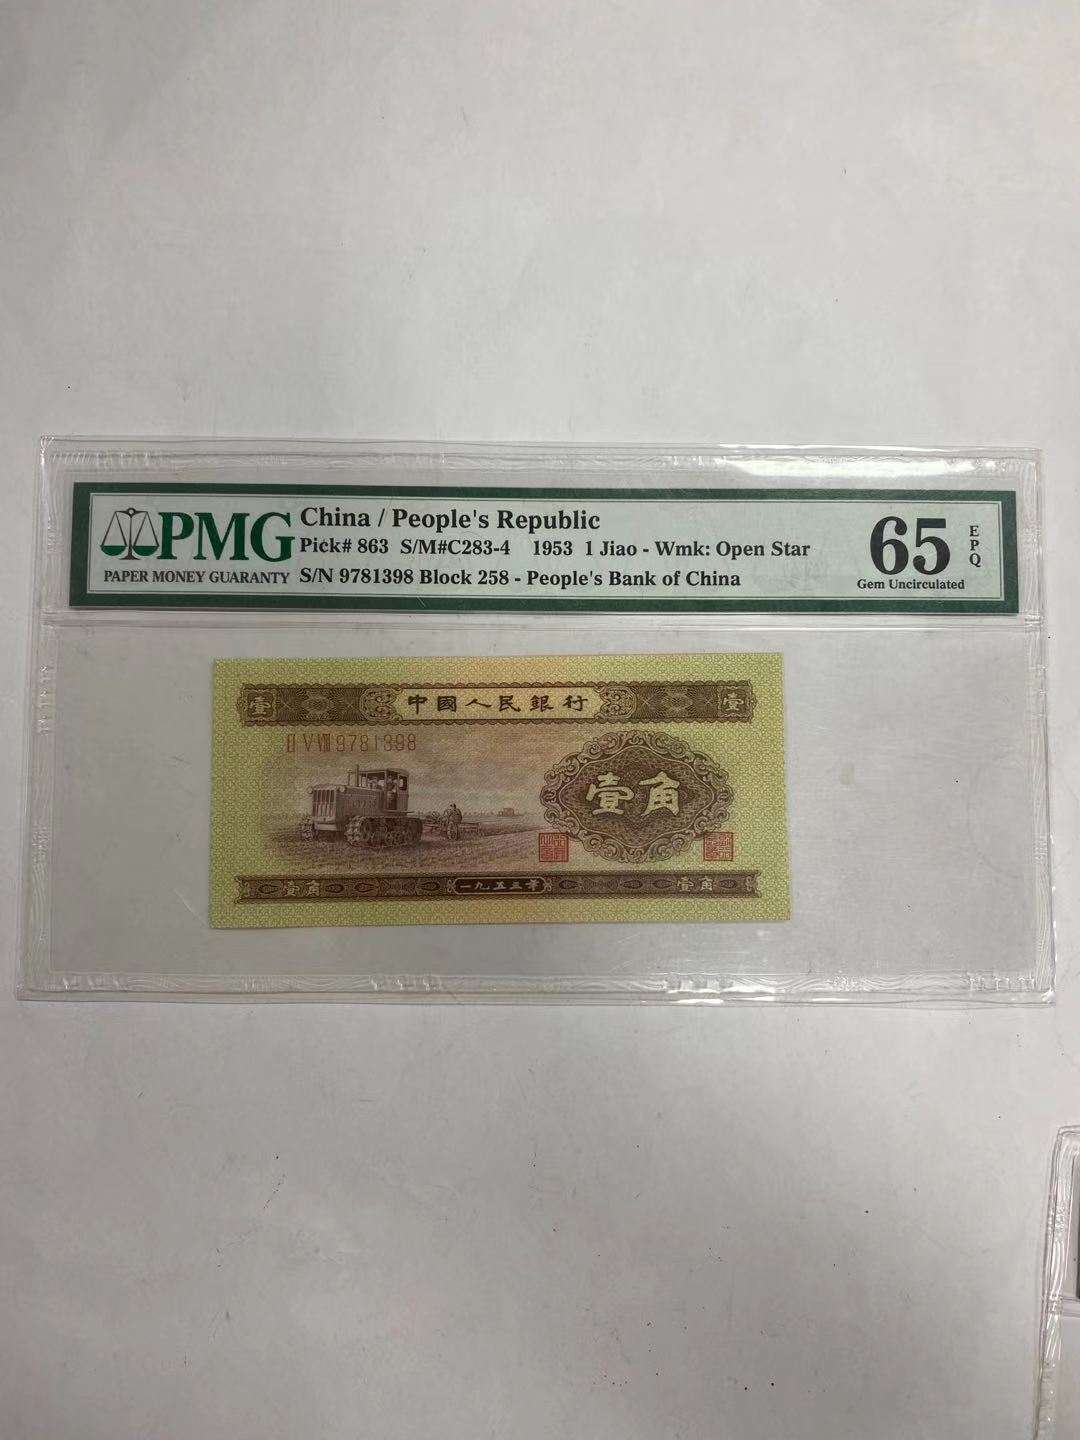 PMG
PAPER MONEY GUARANTY
China / People's Republic
Pick# 863 S/M#C283-4 1953 1 Jiao - Wmk: Open Star
S/N 9781398 Block 258 - People's Bank of China
65 EPQ
Gem Uncirculated
壹 中國人民銀行 壹
II V VIII 9781398
壹角
壹角 一九五三年 壹角